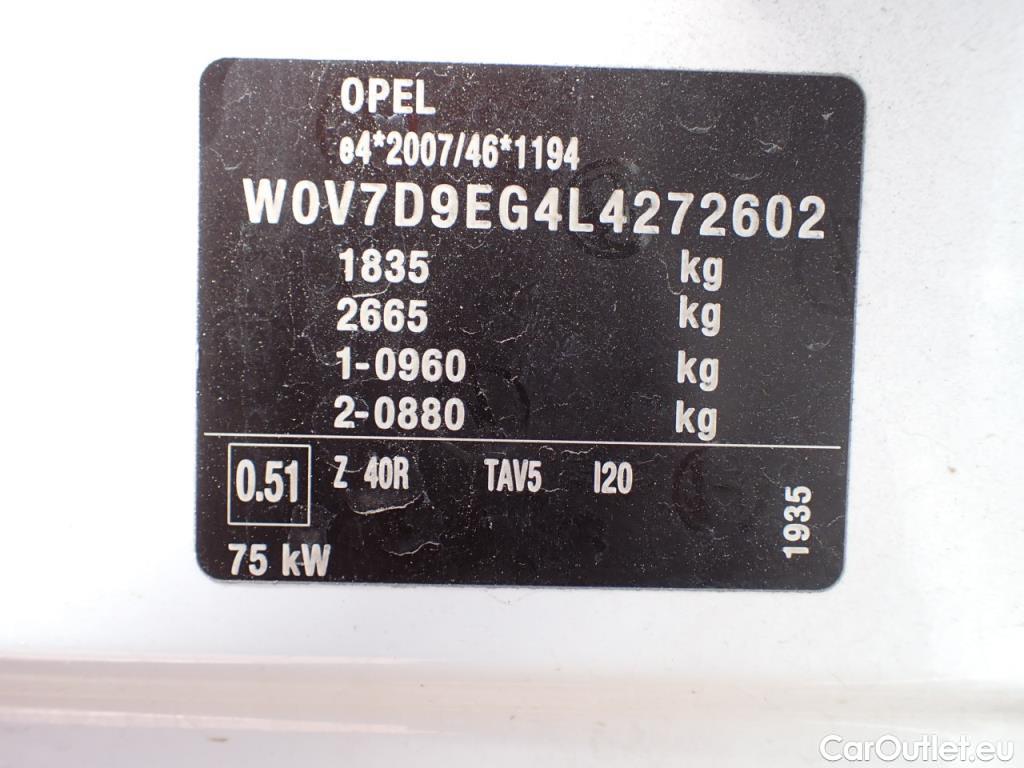 OPEL
e4*2007/46*1194
W0V7D9EG4L4272602
1835 kg
2665 kg
1-0960 kg
2-0880 kg
0.51 Z 40R TAV5 I20
75 kW
1935
CarOutlet.eu